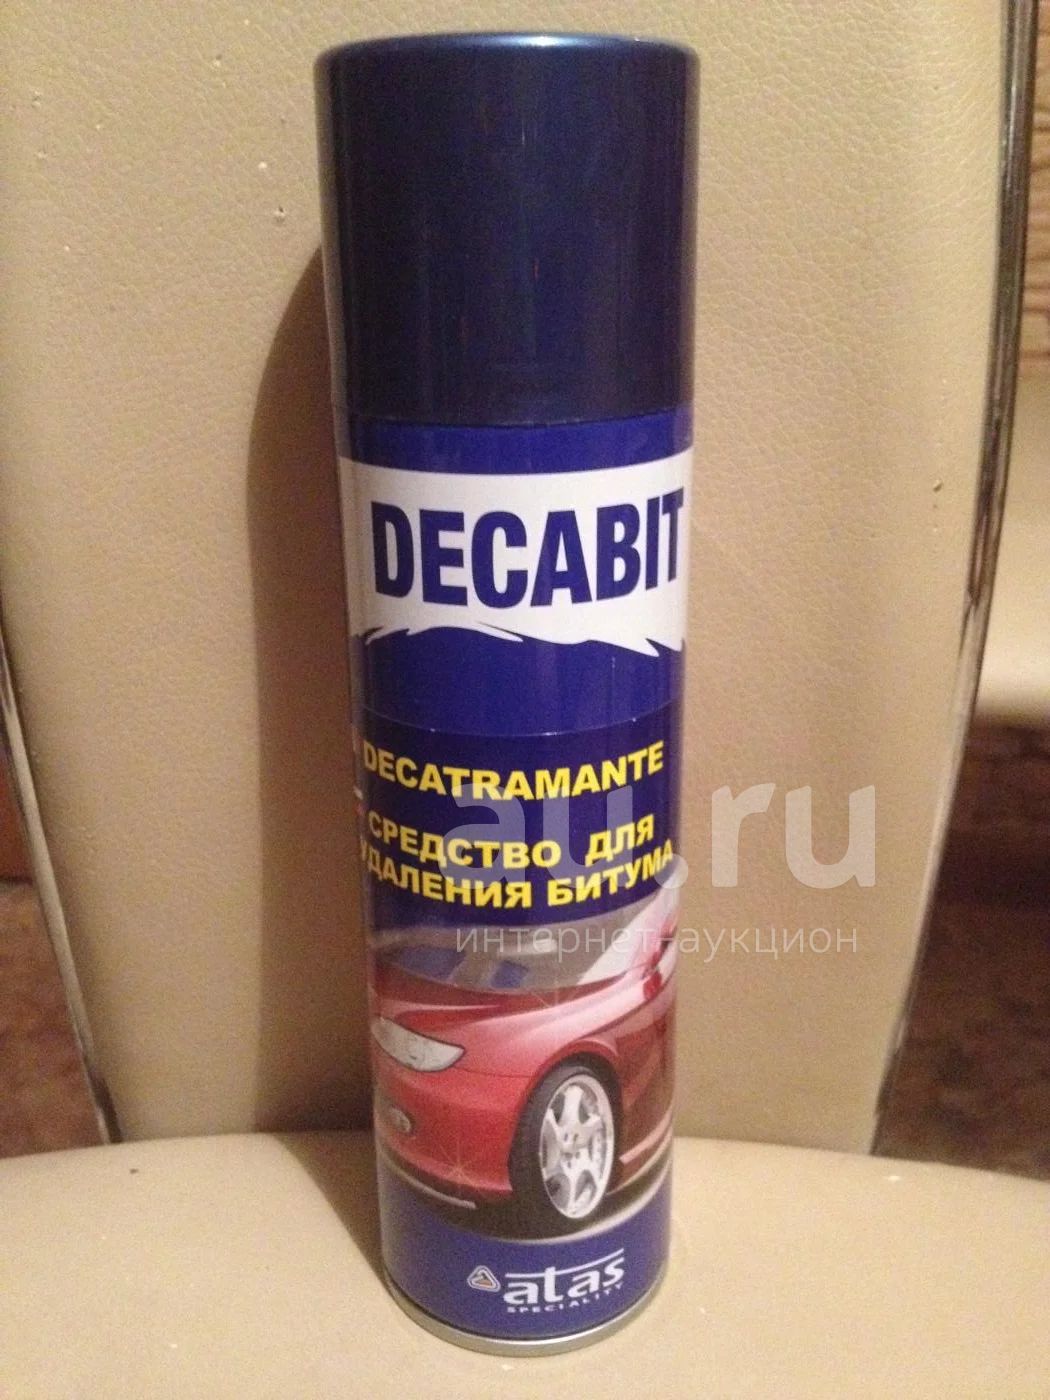 DECABIT
DECATRAMANTE
СРЕДСТВО ДЛЯ
УДАЛЕНИЯ БИТУМА
au.ru
интернет-аукцион
atas
SPECIALITY